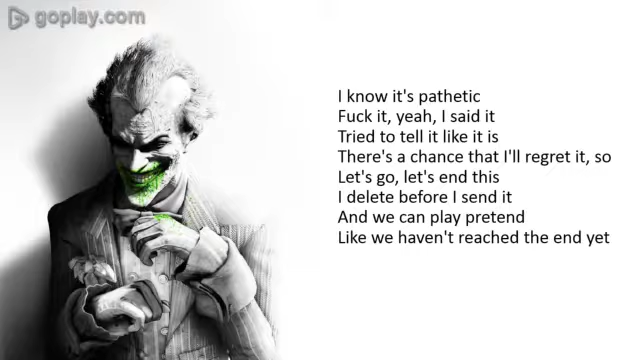 goplay.com
I know it's pathetic
Fuck it, yeah, I said it
Tried to tell it like it is
There's a chance that I'll regret it, so
Let's go, let's end this
I delete before I send it
And we can play pretend
Like we haven't reached the end yet